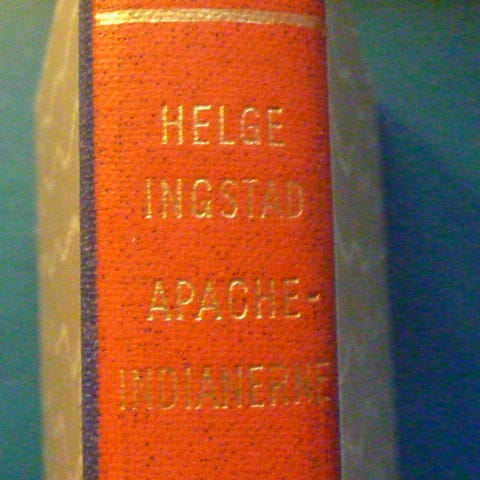 HELGE
INGSTAD
APACHE-
INDIANERNE